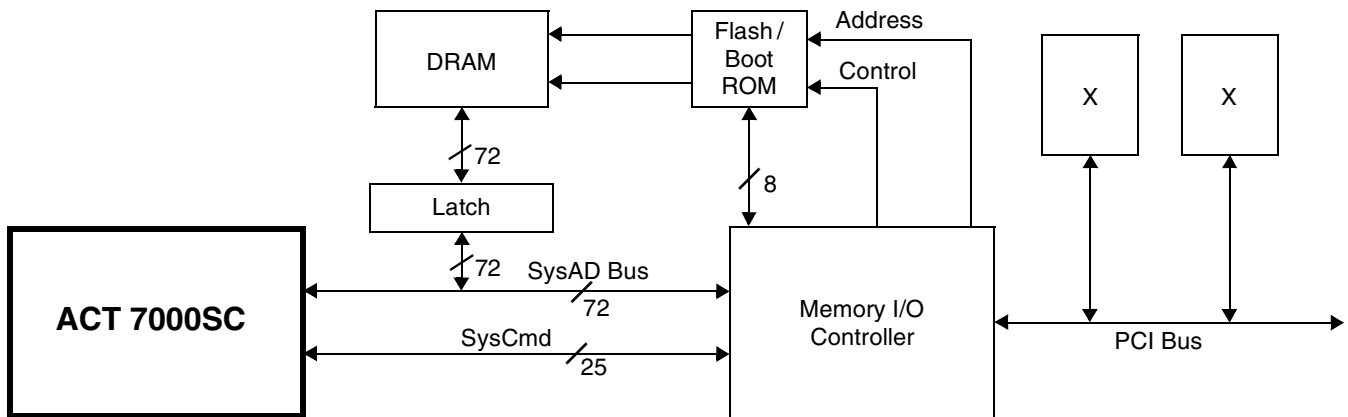 DRAM
Flash /
Boot
ROM
Address
Control
X
X
72
8
Latch
72
SysAD Bus
72
ACT 7000SC
SysCmd
25
Memory I/O
Controller
PCI Bus